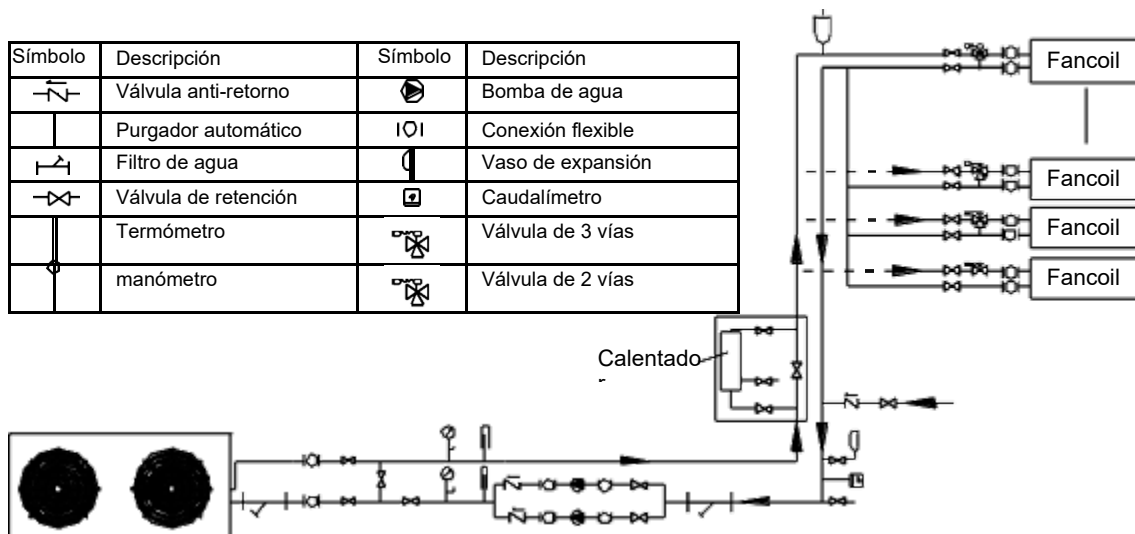 Símbolo Descripción Símbolo Descripción
Válvula anti-retorno Bomba de agua
Purgador automático Conexión flexible
Filtro de agua Vaso de expansión
Válvula de retención Caudalímetro
Termómetro Válvula de 3 vías
manómetro Válvula de 2 vías
Fancoil
Fancoil
Fancoil
Fancoil
Calentado